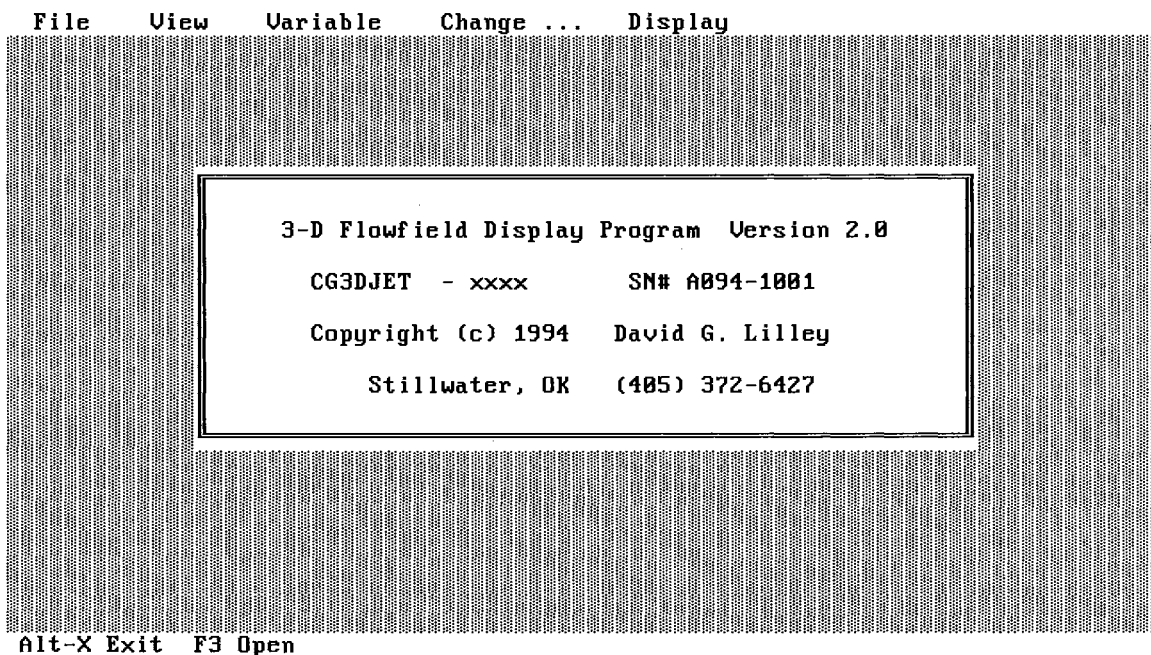 File View Variable Change ... Display
3-D Flowfield Display Program Version 2.0
CG3DJET - xxxx SN# A094-1001
Copyright (c) 1994 David G. Lilley
Stillwater, OK (405) 372-6427
Alt-X Exit F3 Open